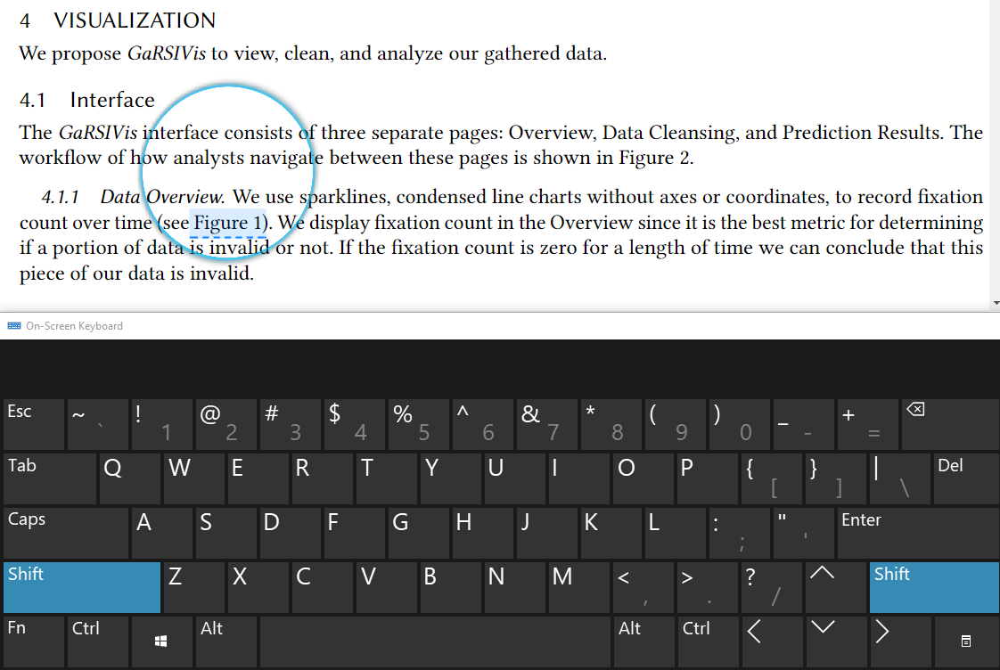 4 VISUALIZATION
We propose GaRSIVis to view, clean, and analyze our gathered data.
4.1 Interface
The GaRSIVis interface consists of three separate pages: Overview, Data Cleansing, and Prediction Results. The
workflow of how analysts navigate between these pages is shown in Figure 2.
4.1.1 Data Overview. We use sparklines, condensed line charts without axes or coordinates, to record fixation
count over time (see Figure 1). We display fixation count in the Overview since it is the best metric for determining
if a portion of data is invalid or not. If the fixation count is zero for a length of time we can conclude that this
piece of our data is invalid.
On-Screen Keyboard
Esc ~ ` ! 1 @ 2 # 3 $ 4 % 5 ^ 6 & 7 * 8 ( 9 ) 0 _ - + =
Tab Q W E R T Y U I O P { [ } ] | \ Del
Caps A S D F G H J K L : ; " ' Enter
Shift Z X C V B N M < , > . ? / Shift
Fn Ctrl Alt Alt Ctrl